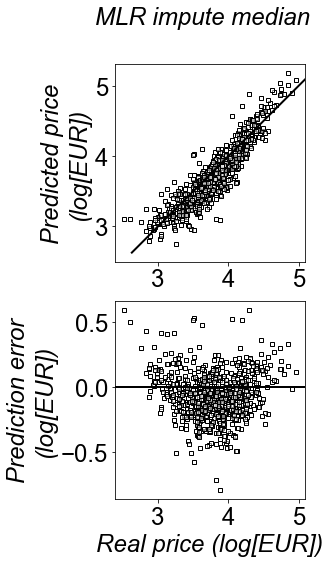 MLR impute median
Predicted price
(log[EUR])
5
4
3
3 4 5
Prediction error
(log[EUR])
0.5
0.0
−0.5
3 4 5
Real price (log[EUR])